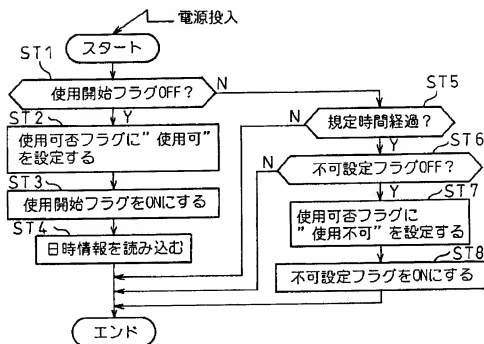 電源投入
スタート
ST1
使用開始フラグOFF?
N
Y
ST2
使用可否フラグに"使用可"
を設定する
ST3
使用開始フラグをONにする
ST4
日時情報を読み込む
エンド
ST5
規定時間経過?
N
Y
ST6
不可設定フラグOFF?
N
Y
ST7
使用可否フラグに
"使用不可"を設定する
ST8
不可設定フラグをONにする